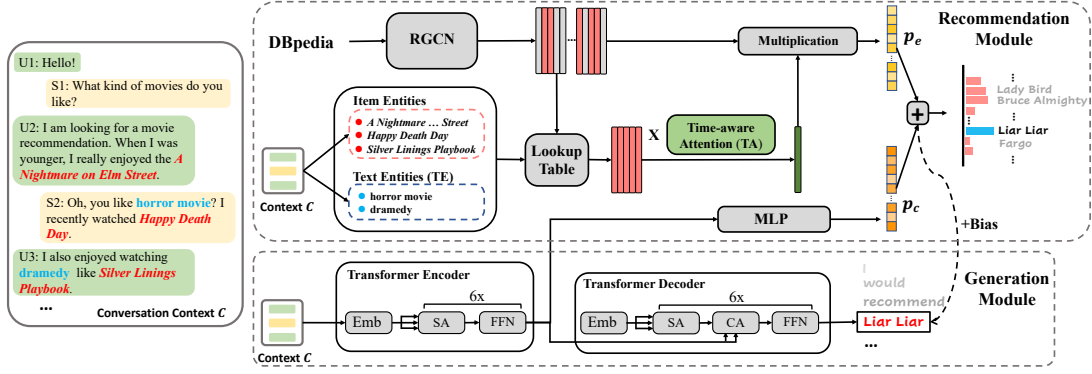 U1: Hello!
S1: What kind of movies do you
like?
U2: I am looking for a movie
recommendation. When I was
younger, I really enjoyed the A
Nightmare on Elm Street.
S2: Oh, you like horror movie? I
recently watched Happy Death
Day.
U3: I also enjoyed watching
dramedy like Silver Linings
Playbook.
...
Conversation Context C
DBpedia
RGCN
...
Multiplication
p_e
Recommendation
Module
Item Entities
A Nightmare ... Street
Happy Death Day
Silver Linings Playbook
Text Entities (TE)
horror movie
dramedy
Context C
Lookup
Table
X
Time-aware
Attention (TA)
MLP
p_c
+
...
Lady Bird
Bruce Almighty
...
Liar Liar
Fargo
...
+Bias
Generation
Module
Context C
Transformer Encoder
6x
Emb
SA
FFN
Transformer Decoder
6x
Emb
SA
CA
FFN
I
would
recommend
Liar Liar
...